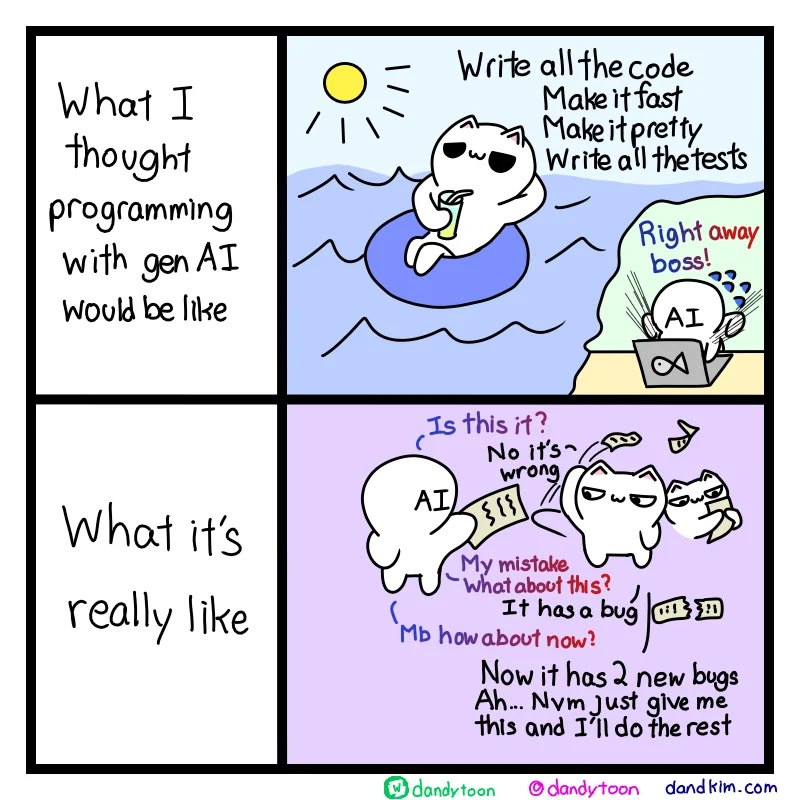 What I
thought
programming
with gen AI
would be like
Write all the code
Make it fast
Make it pretty
Write all the tests
Right away
boss!
AI
What it's
really like
Is this it?
No it's
wrong
AI
My mistake
What about this?
It has a bug
Mb how about now?
Now it has 2 new bugs
Ah... Nvm just give me
this and I'll do the rest
dandytoon
dandytoon
dandkim.com